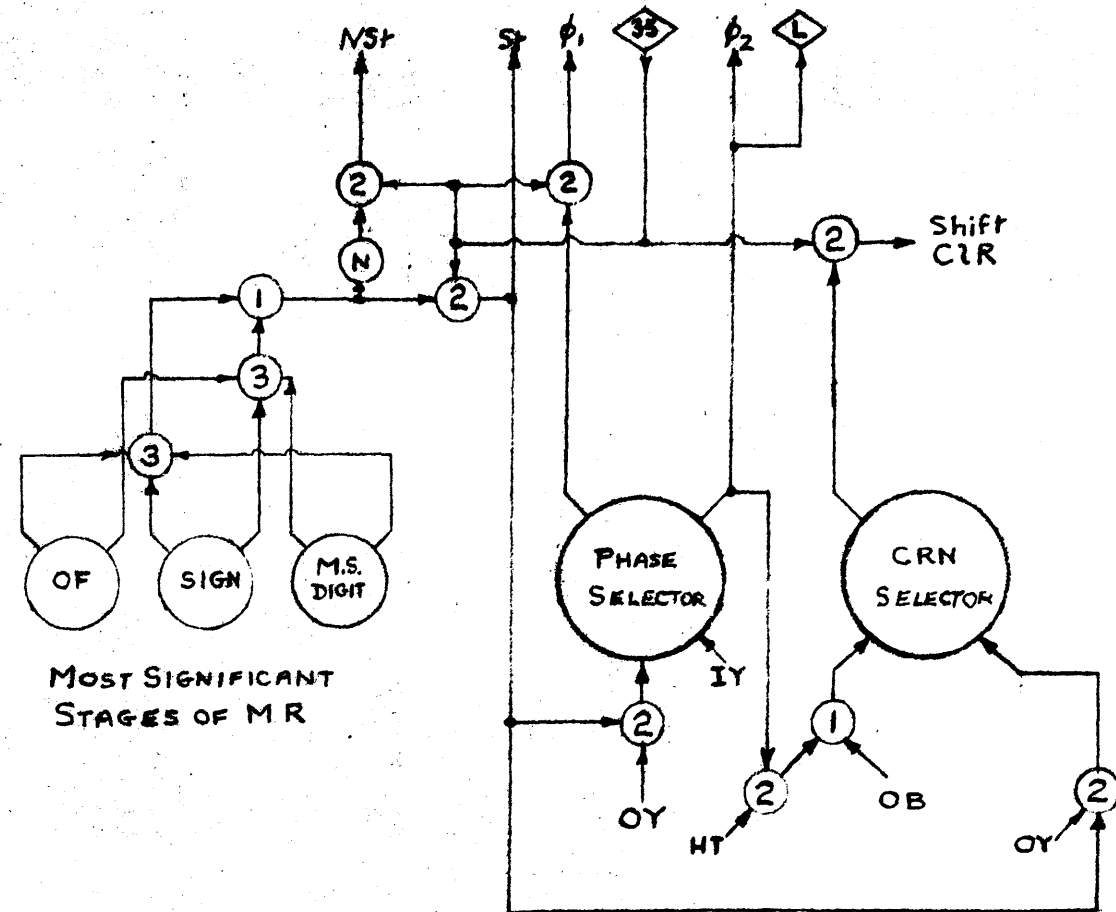 NSt
St
ϕ₁
35
ϕ₂
L
2
2
2
Shift
ClR
N
1
2
3
3
OF
SIGN
M.S.
DIGIT
PHASE
SELECTOR
CRN
SELECTOR
MOST SIGNIFICANT
STAGES OF MR
IY
2
1
2
OY
HT
OB
2
OY